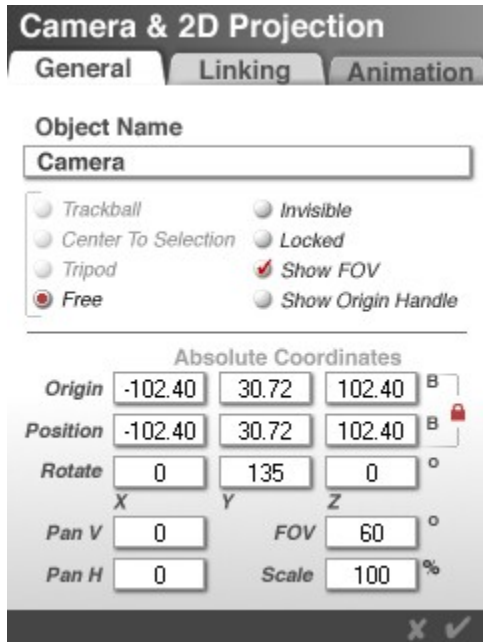 Camera & 2D Projection
General Linking Animation
Object Name
Camera
Trackball Invisible
Center To Selection Locked
Tripod Show FOV
Free Show Origin Handle
Absolute Coordinates
Origin -102.40 30.72 102.40 B
Position -102.40 30.72 102.40 B
Rotate 0 135 0 °
X Y Z
Pan V 0 FOV 60 °
Pan H 0 Scale 100 %